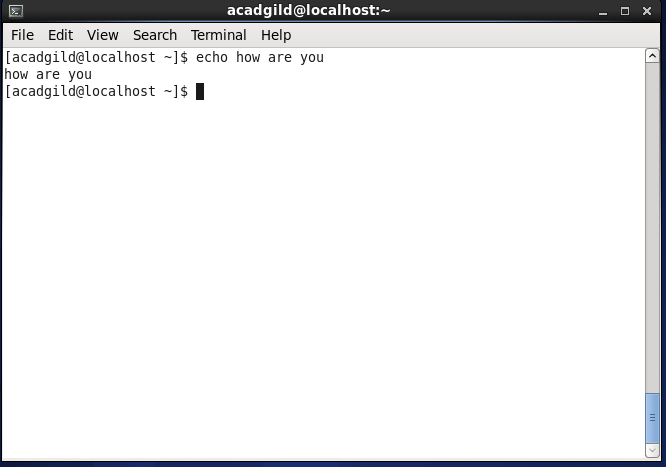 acadgild@localhost:~
File Edit View Search Terminal Help
[acadgild@localhost ~]$ echo how are you
how are you
[acadgild@localhost ~]$